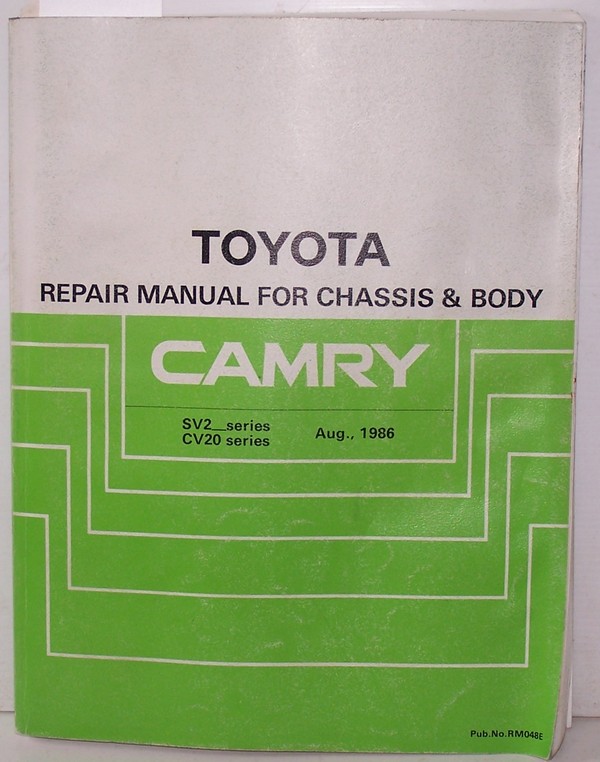 TOYOTA
REPAIR MANUAL FOR CHASSIS & BODY
CAMRY
SV2_series
CV20 series
Aug., 1986
Pub.No.RM048E